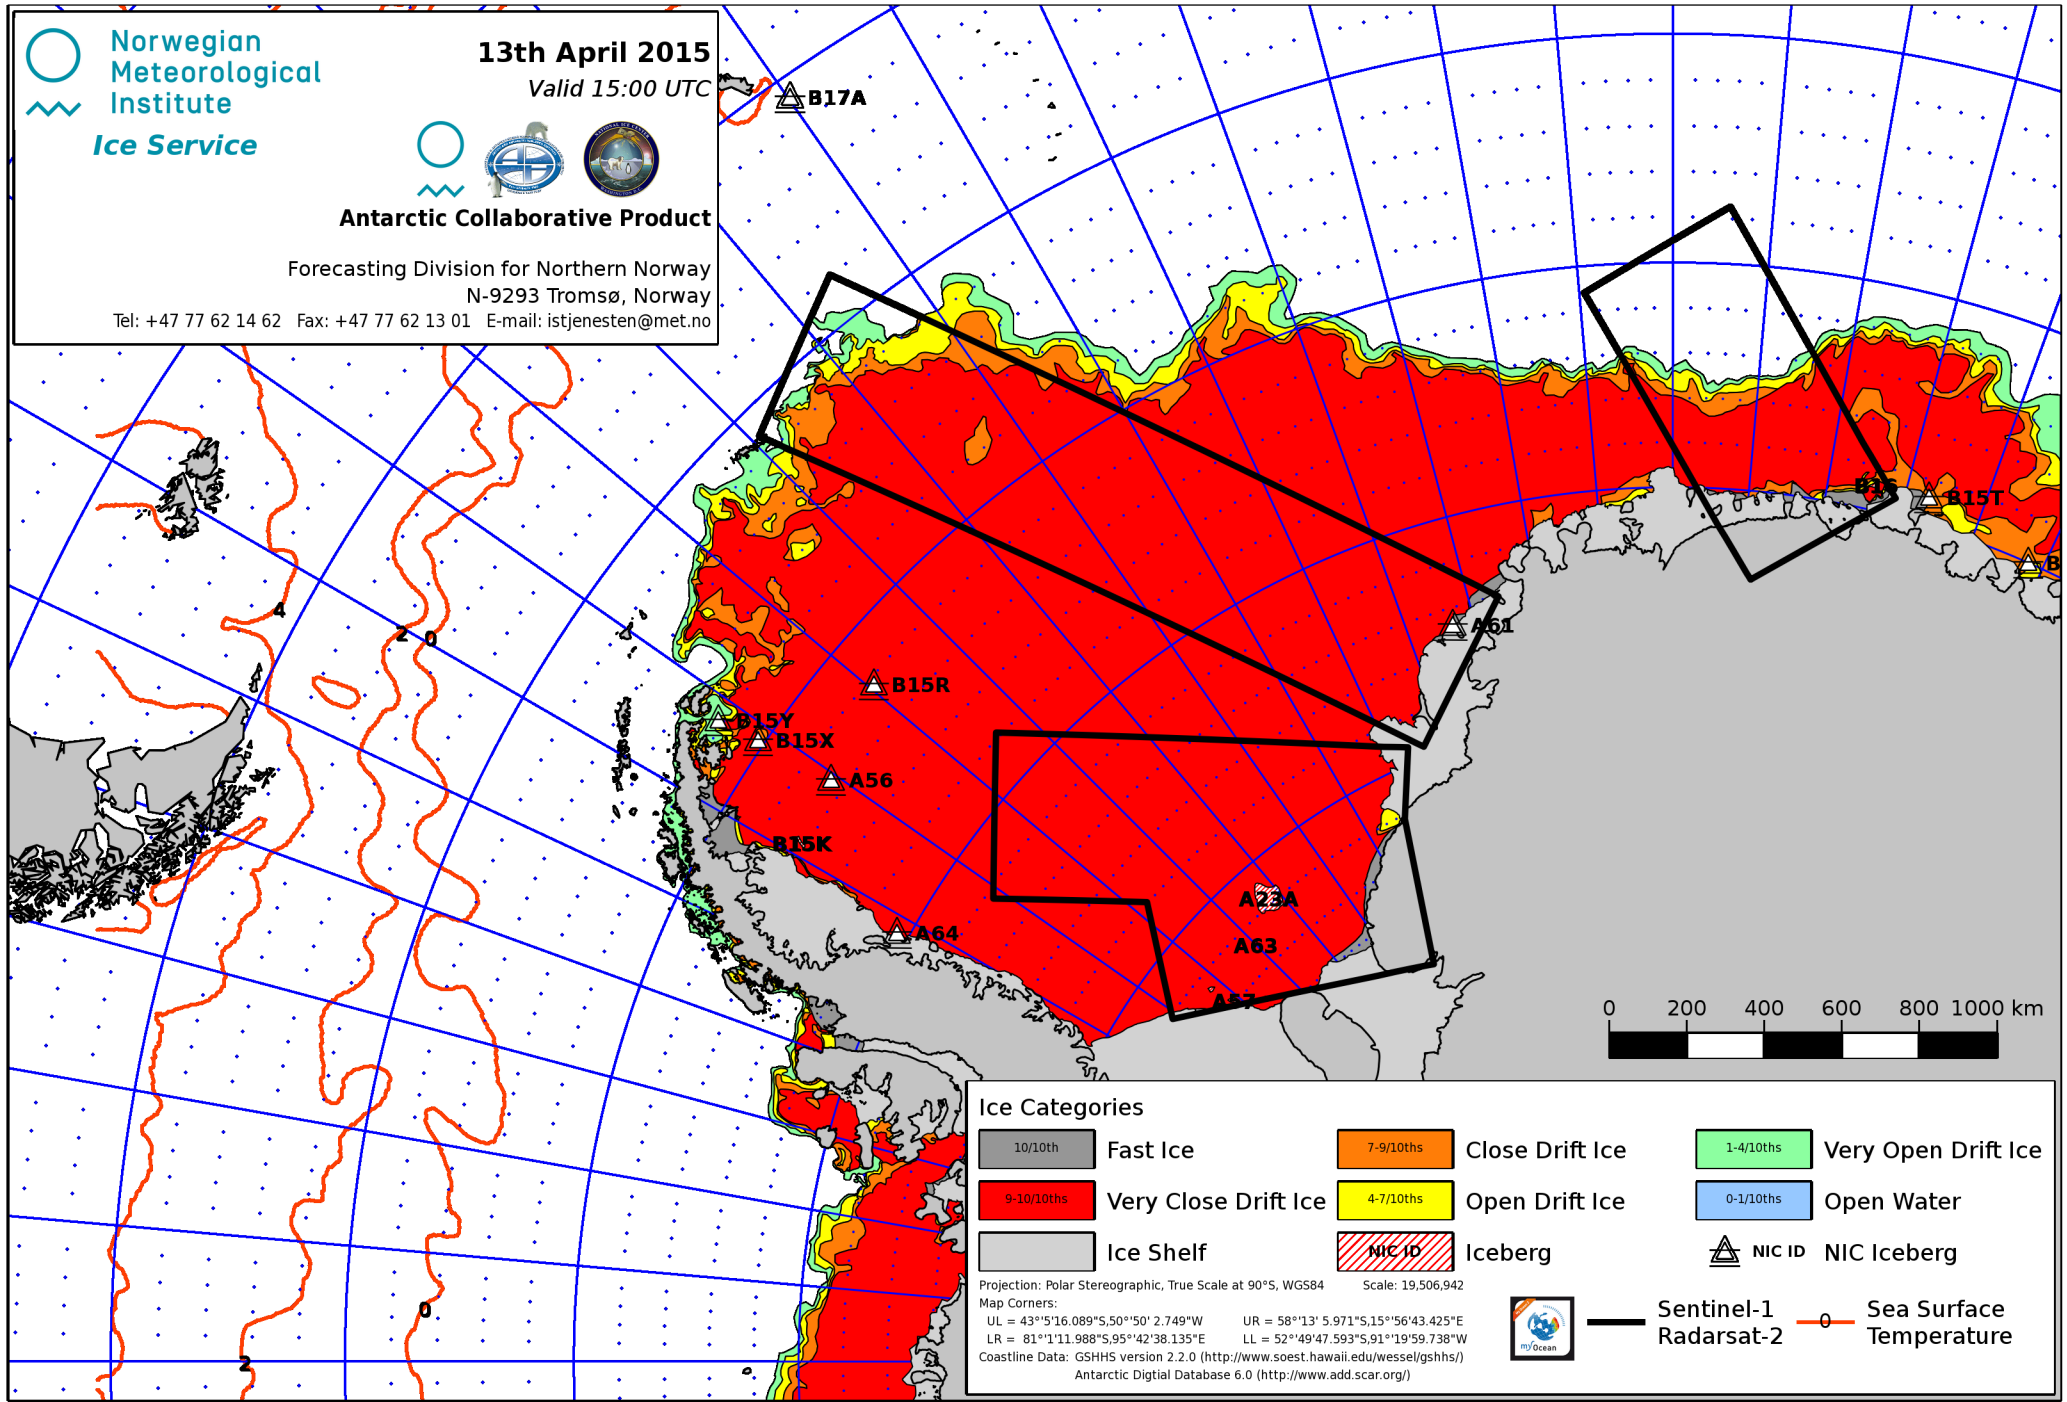 Norwegian
Meteorological
Institute
Ice Service
13th April 2015
Valid 15:00 UTC
Antarctic Collaborative Product
Forecasting Division for Northern Norway
N-9293 Tromsø, Norway
Tel: +47 77 62 14 62 Fax: +47 77 62 13 01 E-mail: istjenesten@met.no
B17A
B16
B15T
B
4
2 0
A61
B15R
B15Y
B15X
A56
B15K
A23A
A64
A63
A57
0 200 400 600 800 1000 km
Ice Categories
10/10th Fast Ice
7-9/10ths Close Drift Ice
1-4/10ths Very Open Drift Ice
9-10/10ths Very Close Drift Ice
4-7/10ths Open Drift Ice
0-1/10ths Open Water
Ice Shelf
NIC ID Iceberg
NIC ID NIC Iceberg
Projection: Polar Stereographic, True Scale at 90°S, WGS84 Scale: 19,506,942
Map Corners:
UL = 43°'5'16.089"S,50°'50' 2.749"W UR = 58°'13' 5.971"S,15°'56'43.425"E
LR = 81°'1'11.988"S,95°'42'38.135"E LL = 52°'49'47.593"S,91°'19'59.738"W
Coastline Data: GSHHS version 2.2.0 (http://www.soest.hawaii.edu/wessel/gshhs/)
Antarctic Digtial Database 6.0 (http://www.add.scar.org/)
myOcean
Sentinel-1
Radarsat-2
0 Sea Surface
Temperature
0
2